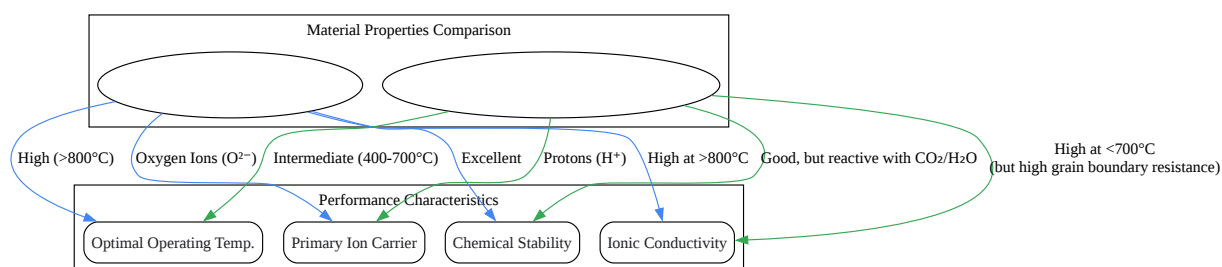 Material Properties Comparison
High (>800°C)
Oxygen Ions (O²⁻)
Intermediate (400-700°C)
Excellent
Protons (H⁺)
High at >800°C
Good, but reactive with CO₂/H₂O
High at <700°C
(but high grain boundary resistance)
Performance Characteristics
Optimal Operating Temp.
Primary Ion Carrier
Chemical Stability
Ionic Conductivity